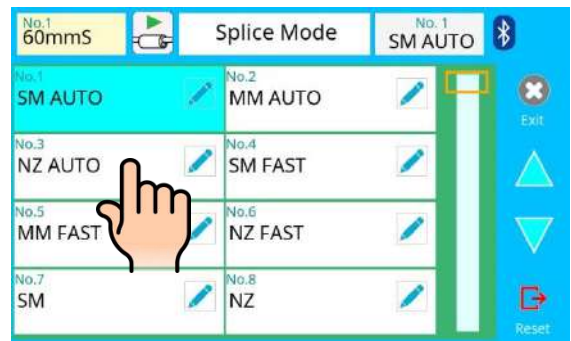 No.1
60mmS
Splice Mode
No. 1
SM AUTO
No.1
SM AUTO
No.2
MM AUTO
Exit
No.3
NZ AUTO
No.4
SM FAST
No.5
MM FAST
No.6
NZ FAST
No.7
SM
No.8
NZ
Reset